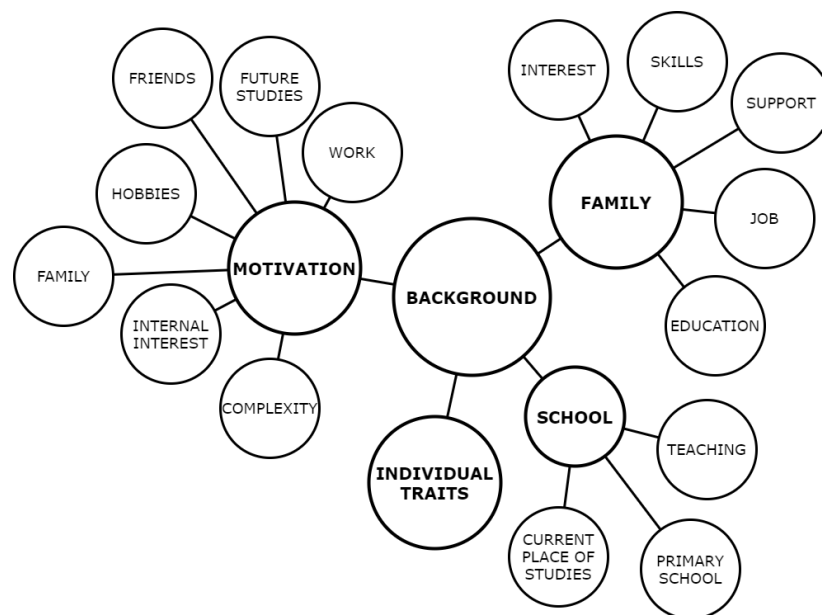 FRIENDS
FUTURE
STUDIES
WORK
HOBBIES
MOTIVATION
FAMILY
INTERNAL
INTEREST
COMPLEXITY
BACKGROUND
INTEREST
SKILLS
SUPPORT
FAMILY
JOB
EDUCATION
SCHOOL
TEACHING
INDIVIDUAL
TRAITS
CURRENT
PLACE OF
STUDIES
PRIMARY
SCHOOL